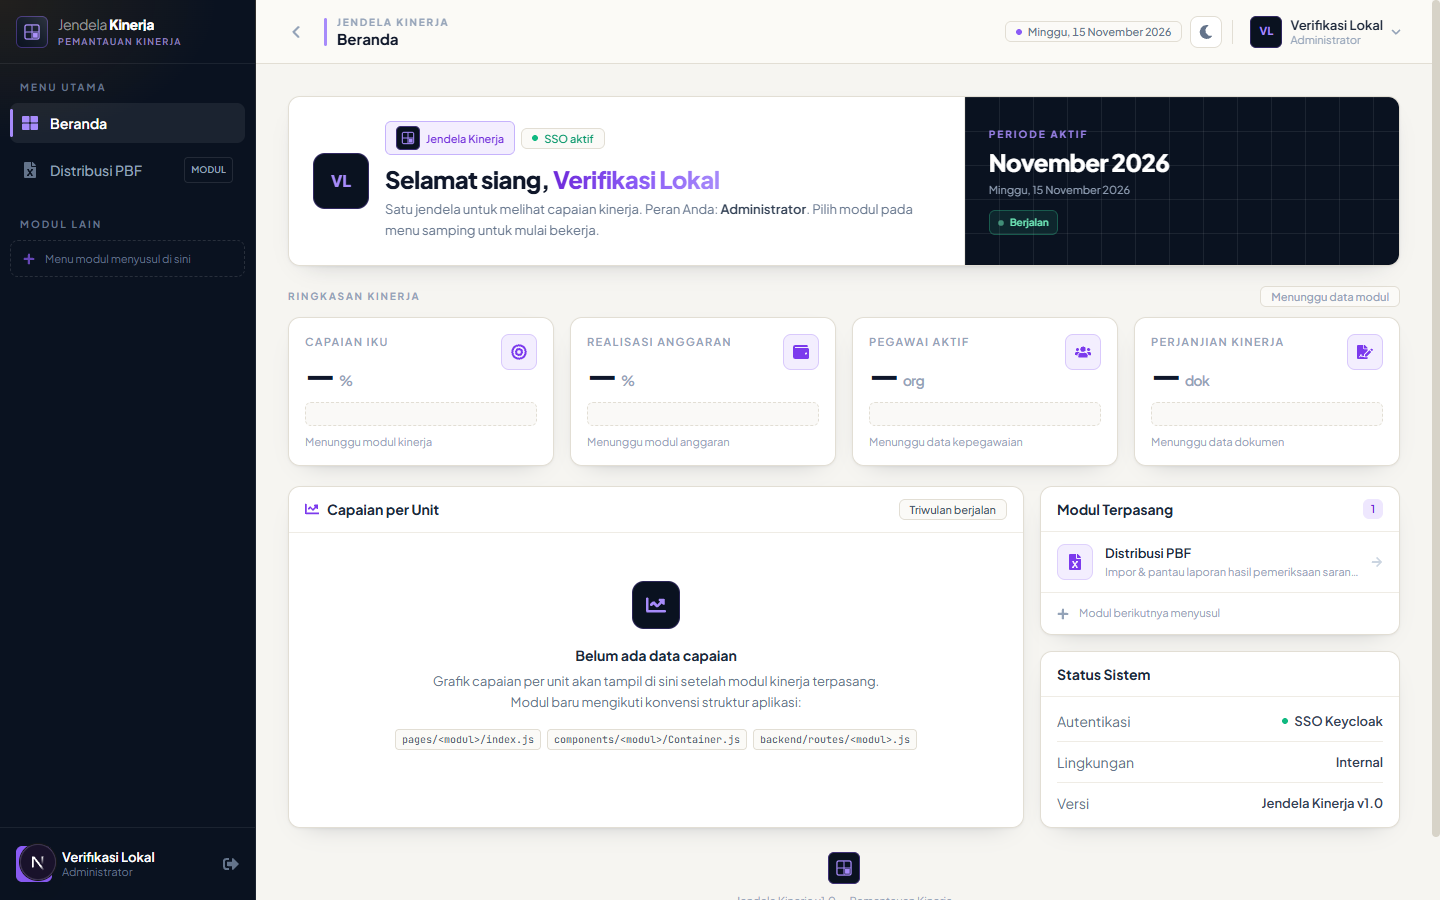 Jendela Kinerja
PEMANTAUAN KINERJA
MENU UTAMA
Beranda
Distribusi PBF
MODUL
MODUL LAIN
Menu modul menyusul di sini
N
Verifikasi Lokal
Administrator
JENDELA KINERJA
Beranda
Minggu, 15 November 2026
VL
Verifikasi Lokal
Administrator
VL
Jendela Kinerja
SSO aktif
Selamat siang, Verifikasi Lokal
Satu jendela untuk melihat capaian kinerja. Peran Anda: Administrator. Pilih modul pada
menu samping untuk mulai bekerja.
PERIODE AKTIF
November 2026
Minggu, 15 November 2026
Berjalan
RINGKASAN KINERJA
Menunggu data modul
CAPAIAN IKU
— %
Menunggu modul kinerja
REALISASI ANGGARAN
— %
Menunggu modul anggaran
PEGAWAI AKTIF
— org
Menunggu data kepegawaian
PERJANJIAN KINERJA
— dok
Menunggu data dokumen
Capaian per Unit
Triwulan berjalan
Belum ada data capaian
Grafik capaian per unit akan tampil di sini setelah modul kinerja terpasang.
Modul baru mengikuti konvensi struktur aplikasi:
pages/<modul>/index.js
components/<modul>/Container.js
backend/routes/<modul>.js
Modul Terpasang
1
Distribusi PBF
Impor & pantau laporan hasil pemeriksaan saran...
Modul berikutnya menyusul
Status Sistem
Autentikasi
SSO Keycloak
Lingkungan
Internal
Versi
Jendela Kinerja v1.0
Jendela Kinerja v1.0 — Pemantauan Kinerja